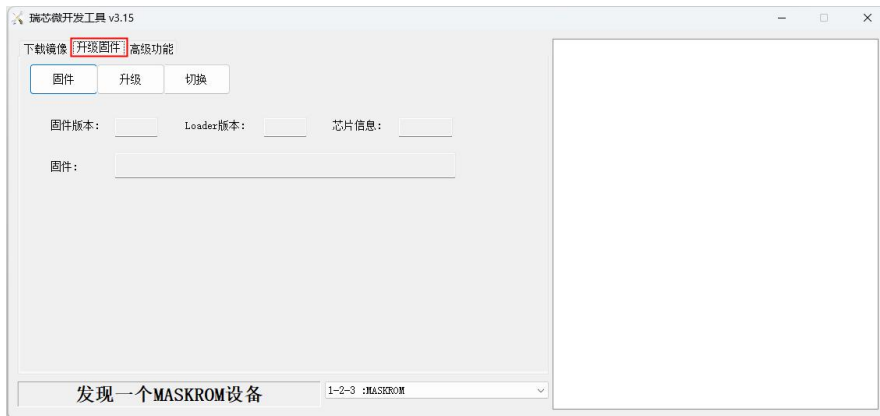 瑞芯微开发工具 v3.15
下载镜像 升级固件 高级功能
固件 升级 切换
固件版本: Loader版本: 芯片信息:
固件:
发现一个MASKROM设备 1-2-3 :MASKROM